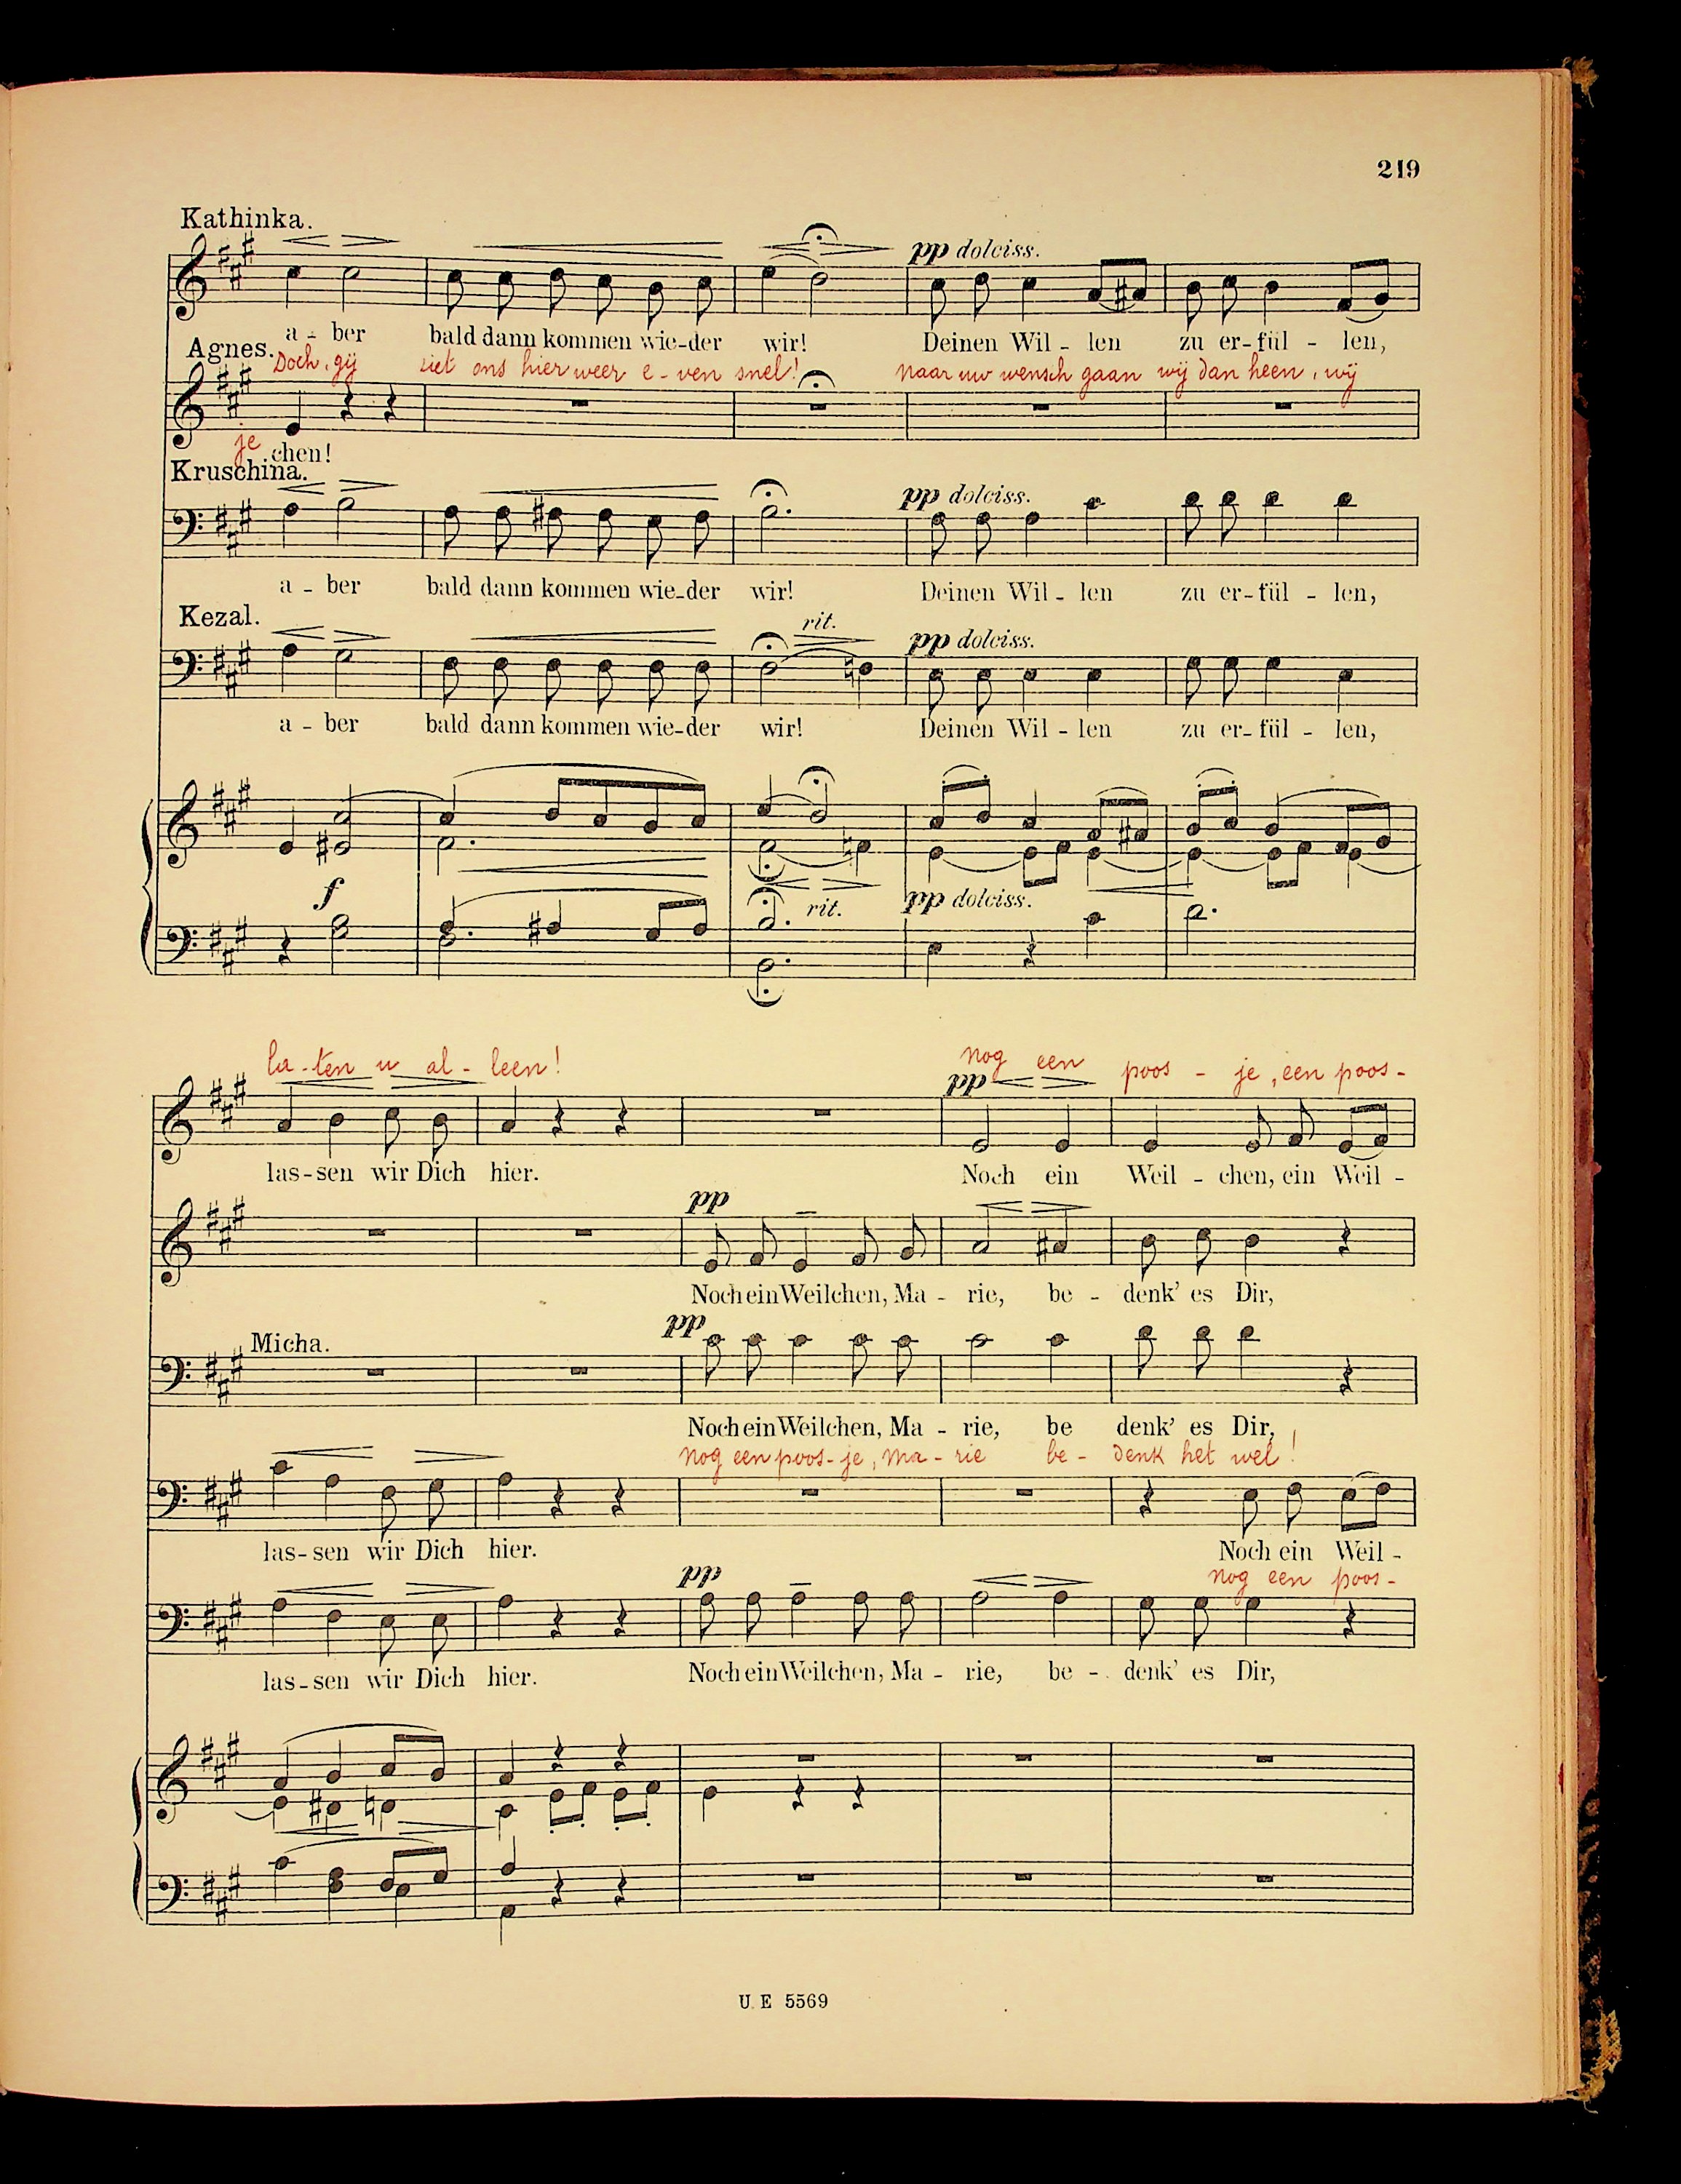 219
Kathinka.
pp dolciss.
a - ber bald dann kommen wie-der wir! Deinen Wil - len zu er-fül - len,
Doch, gij ziet ons hier weer e - ven snel! naar uw wensch gaan wij dan heen, wij
Agnes.
je
chen!
Kruschina.
pp dolciss.
a - ber bald dann kommen wie-der wir! Deinen Wil - len zu er-fül - len,
Kezal.
rit.
pp dolciss.
a - ber bald dann kommen wie-der wir! Deinen Wil - len zu er-fül - len,
f rit. pp dolciss.
la - ten u al - leen! nog een poos - je, een poos -
pp
las-sen wir Dich hier. Noch ein Weil - chen, ein Weil -
pp
Noch ein Weilchen, Ma - rie, be - denk' es Dir,
Micha.
pp
Noch ein Weilchen, Ma - rie, be denk' es Dir,
nog een poos - je, Ma - rie be - denk het wel!
las-sen wir Dich hier. Noch ein Weil -
nog een poos -
pp
las-sen wir Dich hier. Noch ein Weilchen, Ma - rie, be - denk' es Dir,
U. E 5569